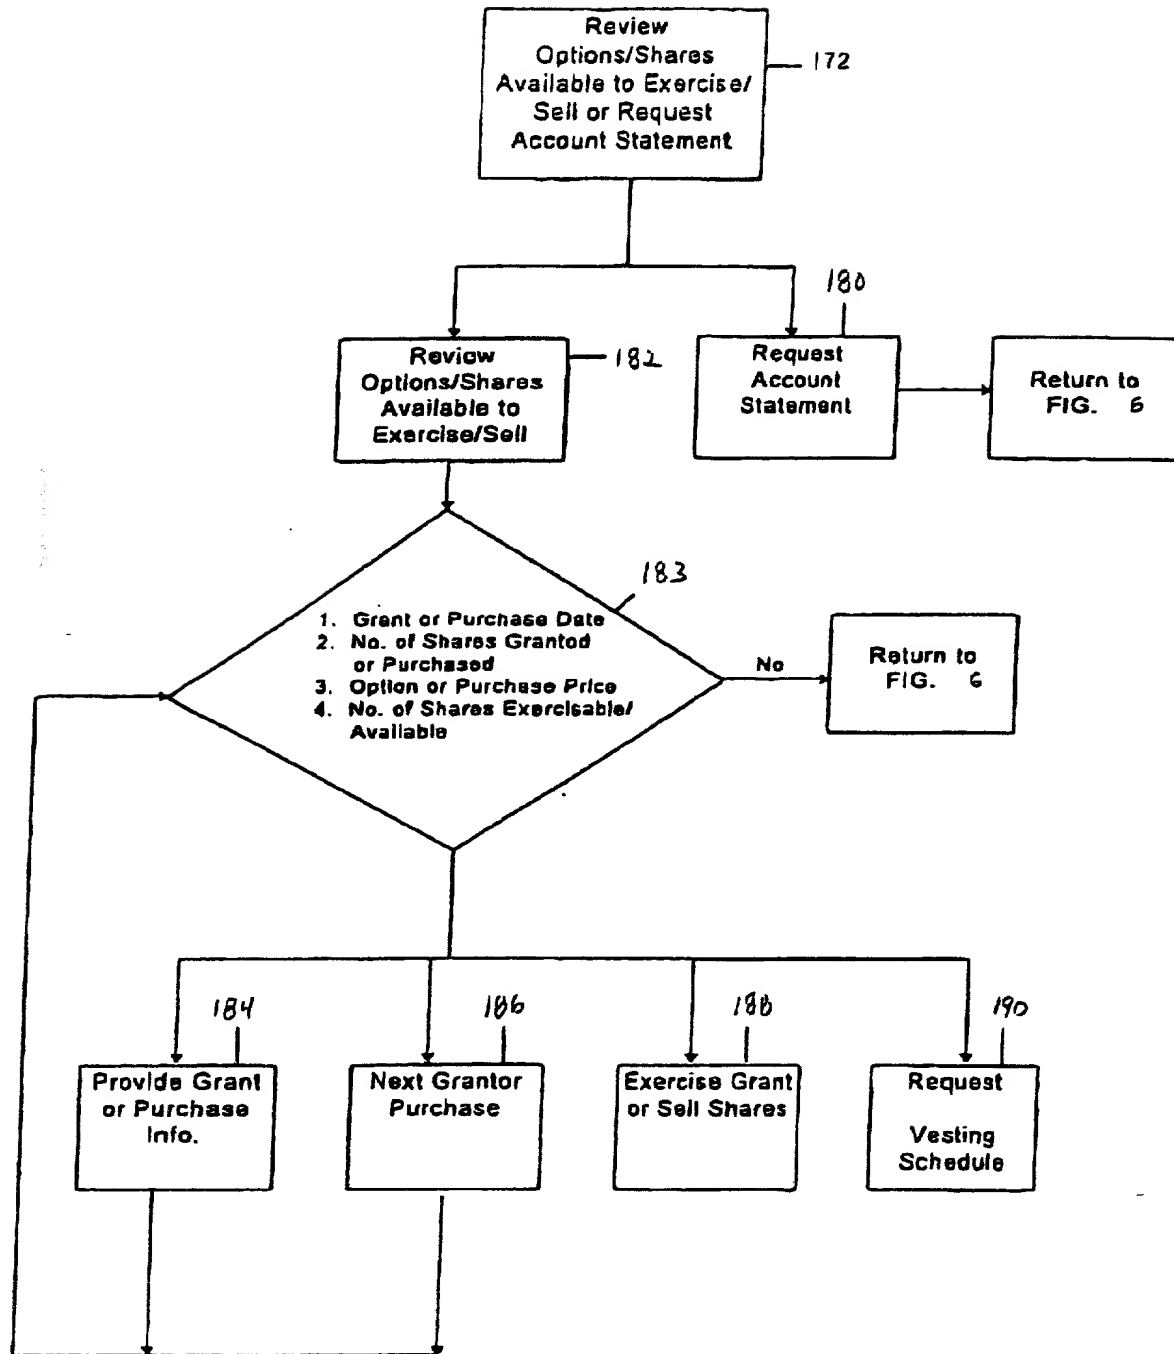 Review
Options/Shares
Available to Exercise/
Sell or Request
Account Statement
172
180
Review
Options/Shares
Available to
Exercise/Sell
182
Request
Account
Statement
Return to
FIG. 6
183
1. Grant or Purchase Date
2. No. of Shares Granted
or Purchased
3. Option or Purchase Price
4. No. of Shares Exercisable/
Available
No
Return to
FIG. 6
184
186
188
190
Provide Grant
or Purchase
Info.
Next Grantor
Purchase
Exercise Grant
or Sell Shares
Request
Vesting
Schedule